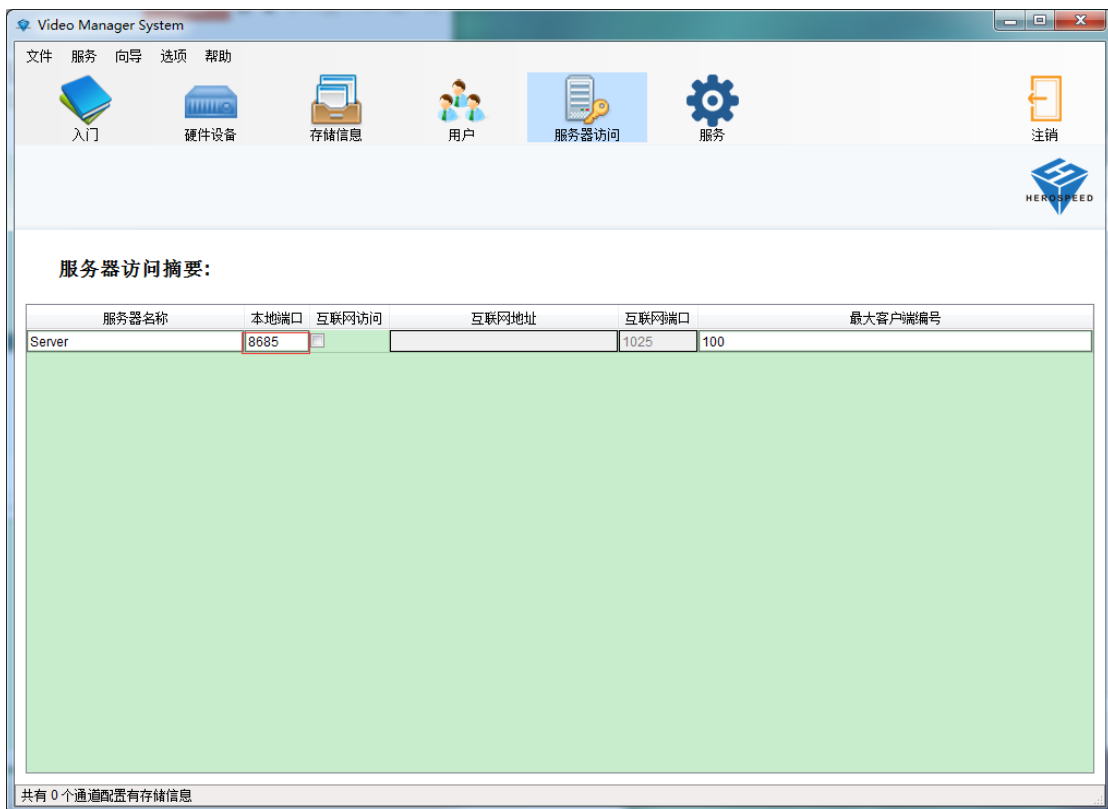 Video Manager System
文件 服务 向导 选项 帮助
入门 硬件设备 存储信息 用户 服务器访问 服务 注销
HEROSPEED
服务器访问摘要:
服务器名称 本地端口 互联网访问 互联网地址 互联网端口 最大客户端编号
Server 8685 1025 100
共有 0 个通道配置有存储信息